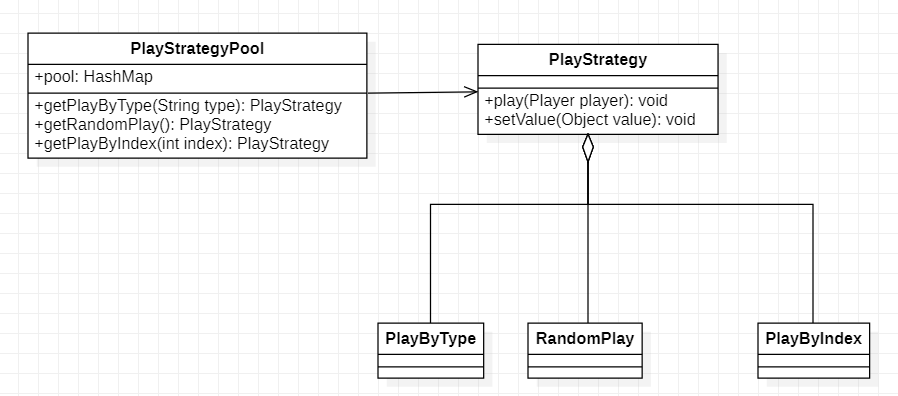 PlayStrategyPool
+pool: HashMap
+getPlayByType(String type): PlayStrategy
+getRandomPlay(): PlayStrategy
+getPlayByIndex(int index): PlayStrategy
PlayStrategy
+play(Player player): void
+setValue(Object value): void
PlayByType
RandomPlay
PlayByIndex